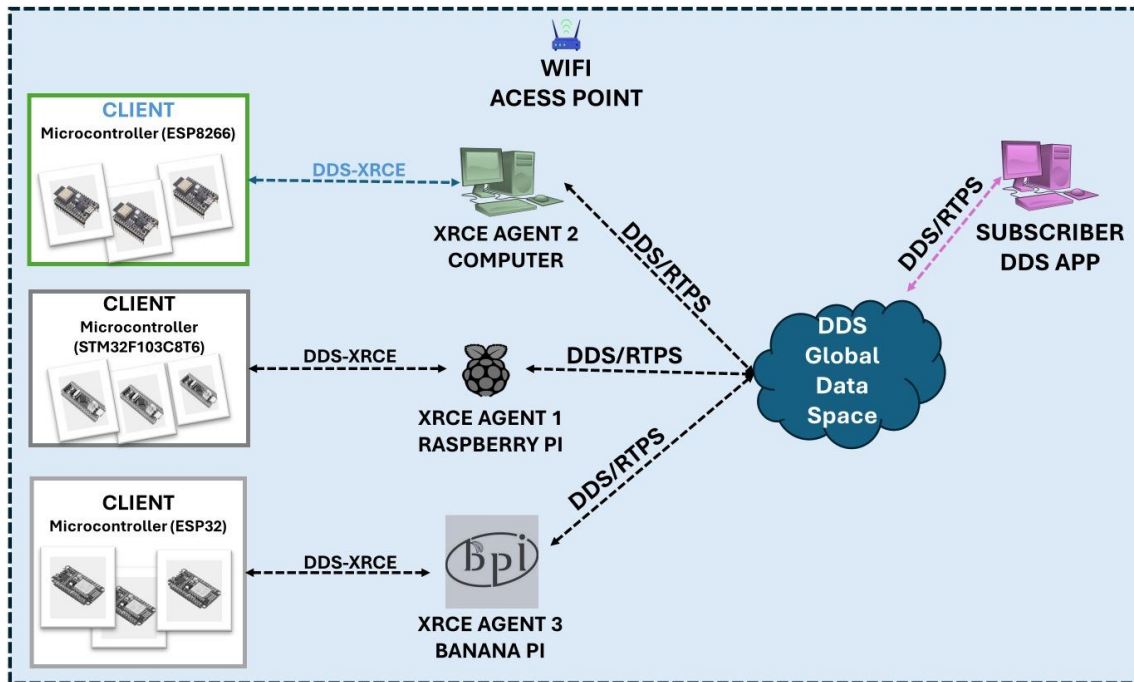 WIFI
ACESS POINT
CLIENT
Microcontroller (ESP8266)
DDS-XRCE
XRCE AGENT 2
COMPUTER
DDS/RTPS
DDS/RTPS
SUBSCRIBER
DDS APP
CLIENT
Microcontroller
(STM32F103C8T6)
DDS-XRCE
XRCE AGENT 1
RASPBERRY PI
DDS/RTPS
DDS
Global
Data
Space
CLIENT
Microcontroller (ESP32)
DDS-XRCE
bpi
XRCE AGENT 3
BANANA PI
DDS/RTPS